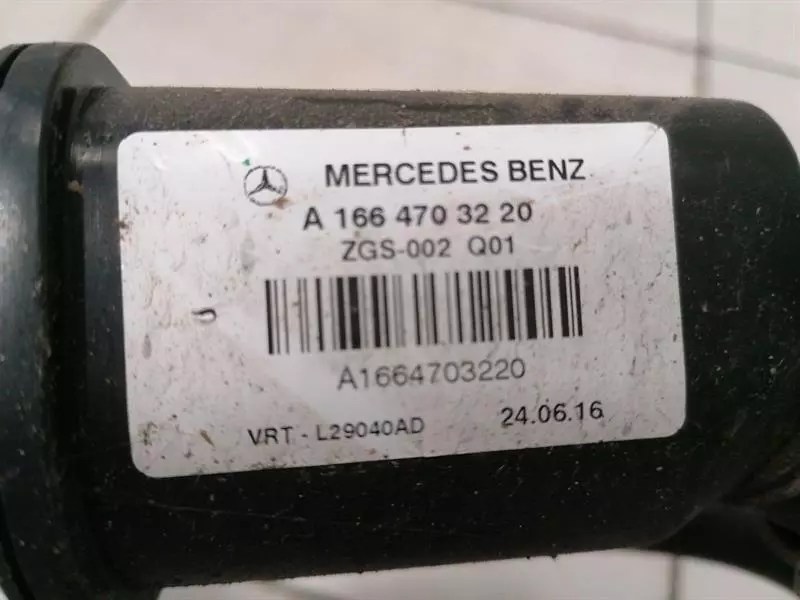 MERCEDES BENZ
A 166 470 32 20
ZGS-002 Q01
A1664703220
VRT - L29040AD 24.06.16